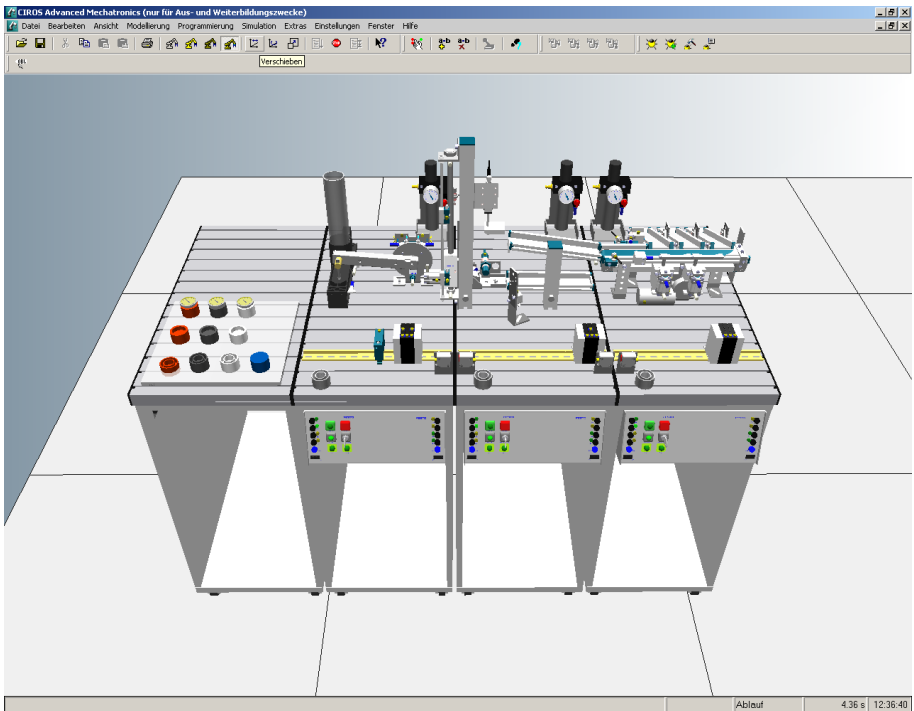 CIROS Advanced Mechatronics (nur für Aus- und Weiterbildungszwecke)
Datei Bearbeiten Ansicht Modellierung Programmierung Simulation Extras Einstellungen Fenster Hilfe
a-b a-b
Verschieben
Ablauf 4.36 s 12:36:40